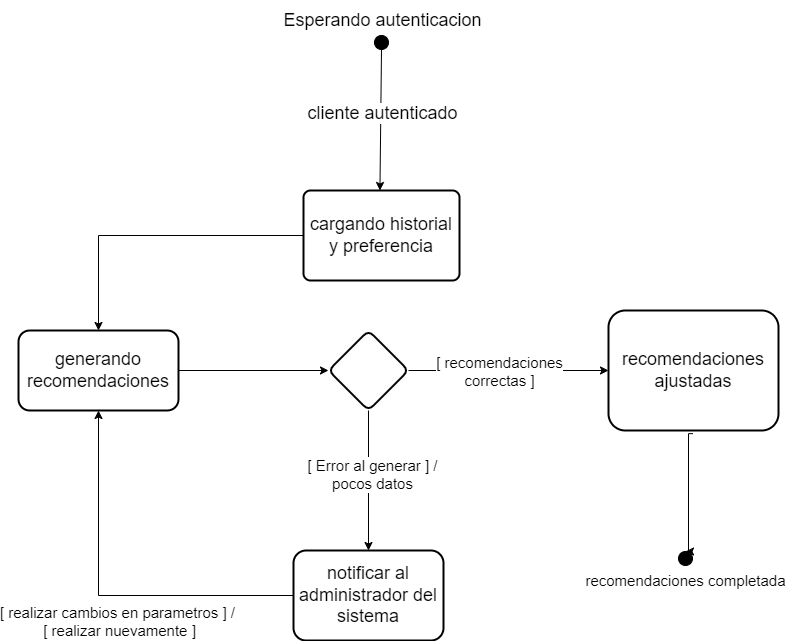 Esperando autenticacion
cliente autenticado
cargando historial
y preferencia
generando
recomendaciones
[ recomendaciones
correctas ]
recomendaciones
ajustadas
[ Error al generar ] /
pocos datos
notificar al
administrador del
sistema
recomendaciones completada
[ realizar cambios en parametros ] /
[ realizar nuevamente ]